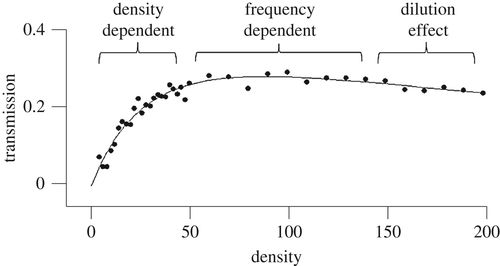 density
dependent
frequency
dependent
dilution
effect
0.4
0.2
0
transmission
0 50 100 150 200
density